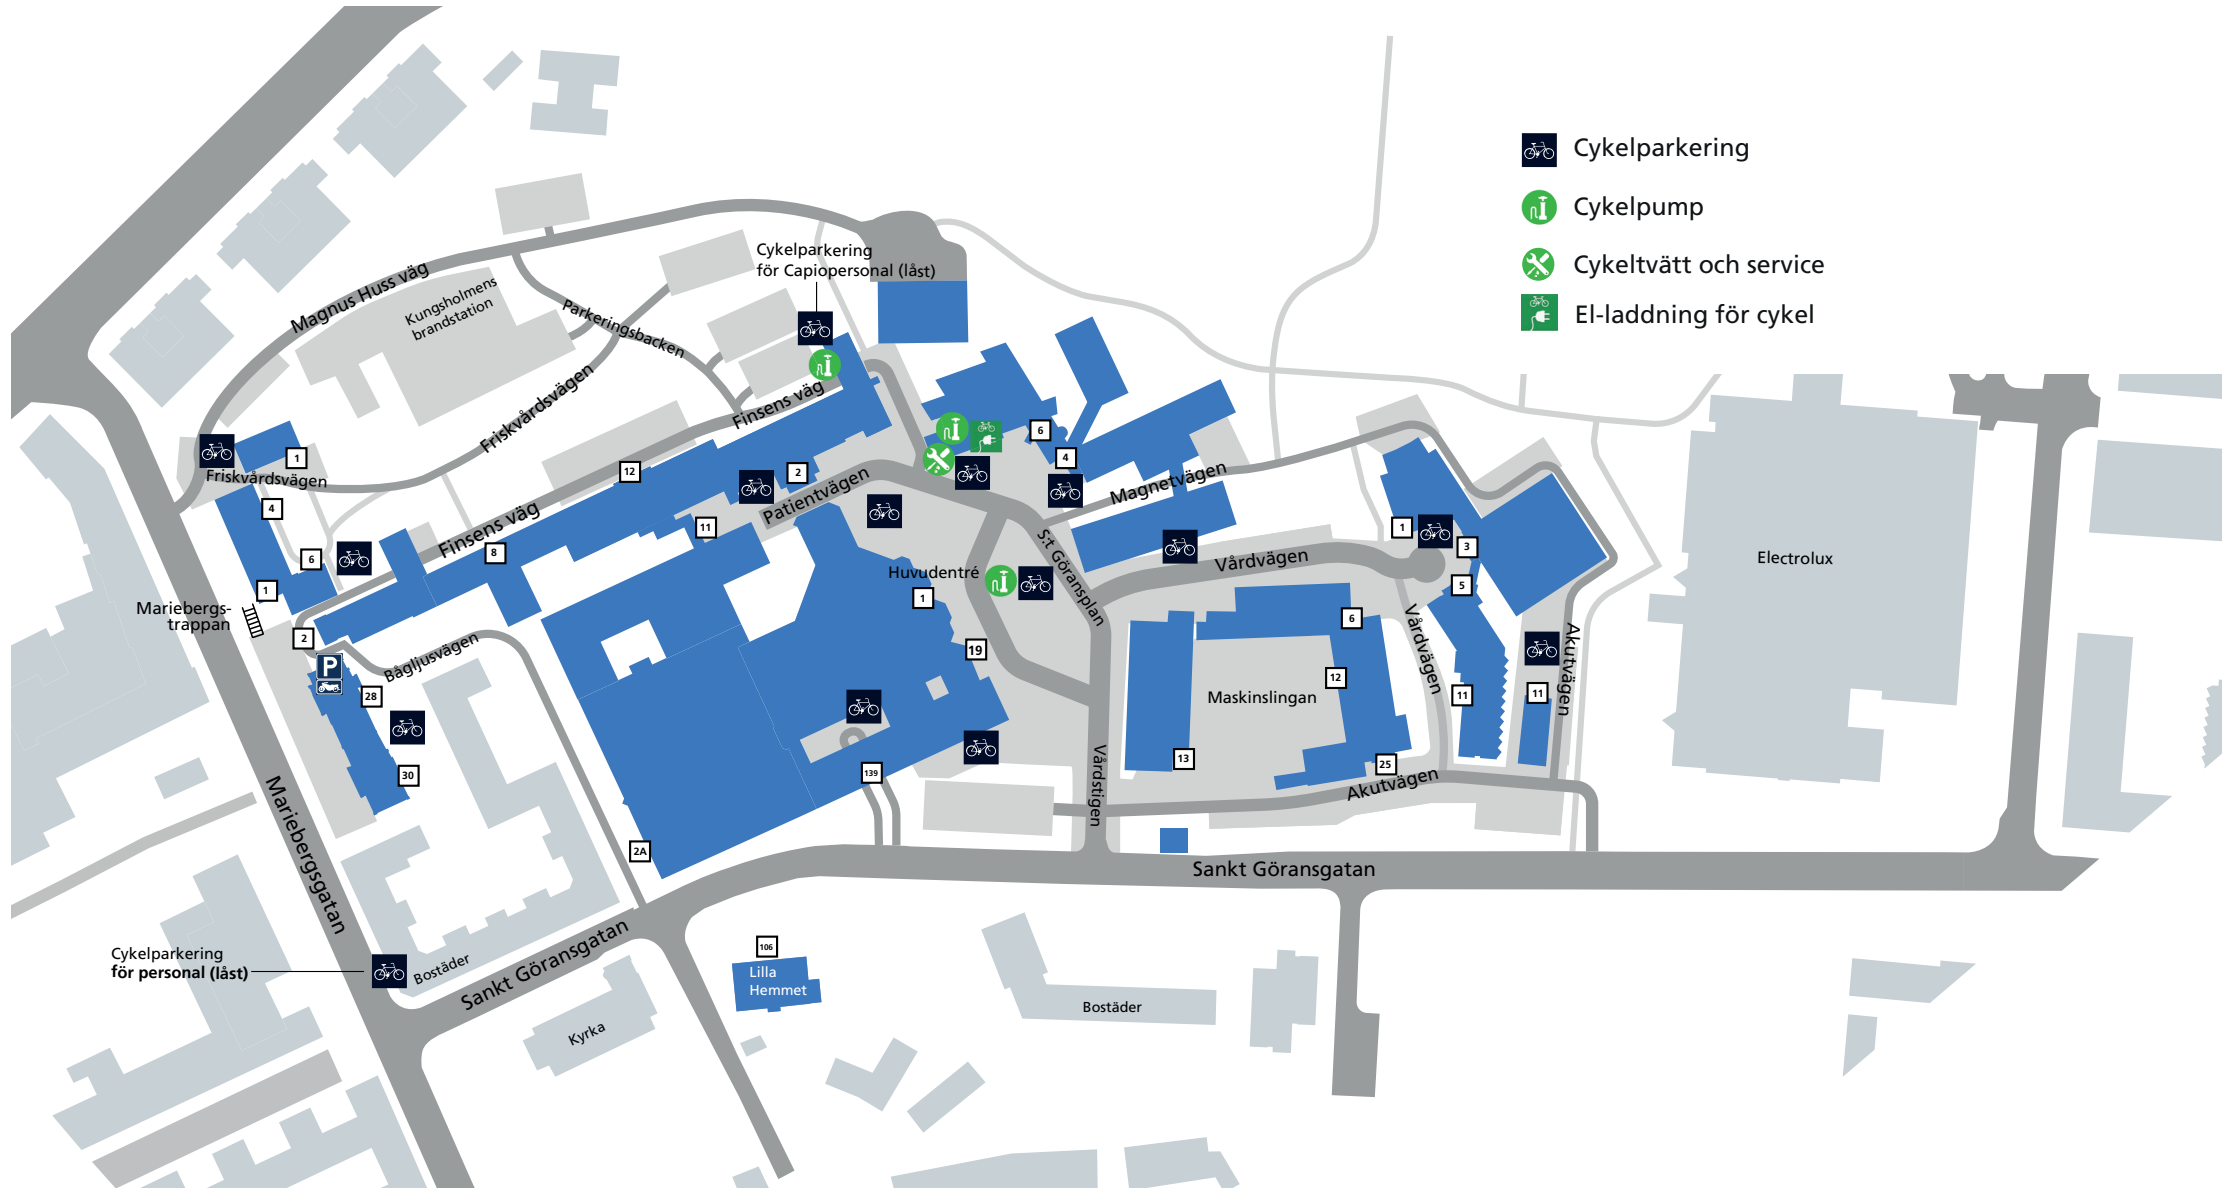 Cykelparkering
Cykelpump
Cykeltvätt och service
El-laddning för cykel
Cykelparkering
för Capiopersonal (låst)
Magnus Huss väg
Kungsholmens
brandstation
Parkeringsbacken
Friskvårdsvägen
Finsens väg
Friskvårdsvägen
Finsens väg
Patientvägen
Magnetvägen
S:t Göransplan
Vårdvägen
Vårdvägen
Akutvägen
Electrolux
Huvudentré
Mariebergs-
trappan
Bågljusvägen
Maskinslingan
Vårdstigen
Akutvägen
Mariebergsgatan
Sankt Göransgatan
Sankt Göransgatan
Cykelparkering
för personal (låst)
Bostäder
Kyrka
Lilla
Hemmet
Bostäder
P
1
4
6
1
2
28
30
12
8
2
11
6
4
1
19
139
2A
106
1
3
5
6
12
13
25
11
11